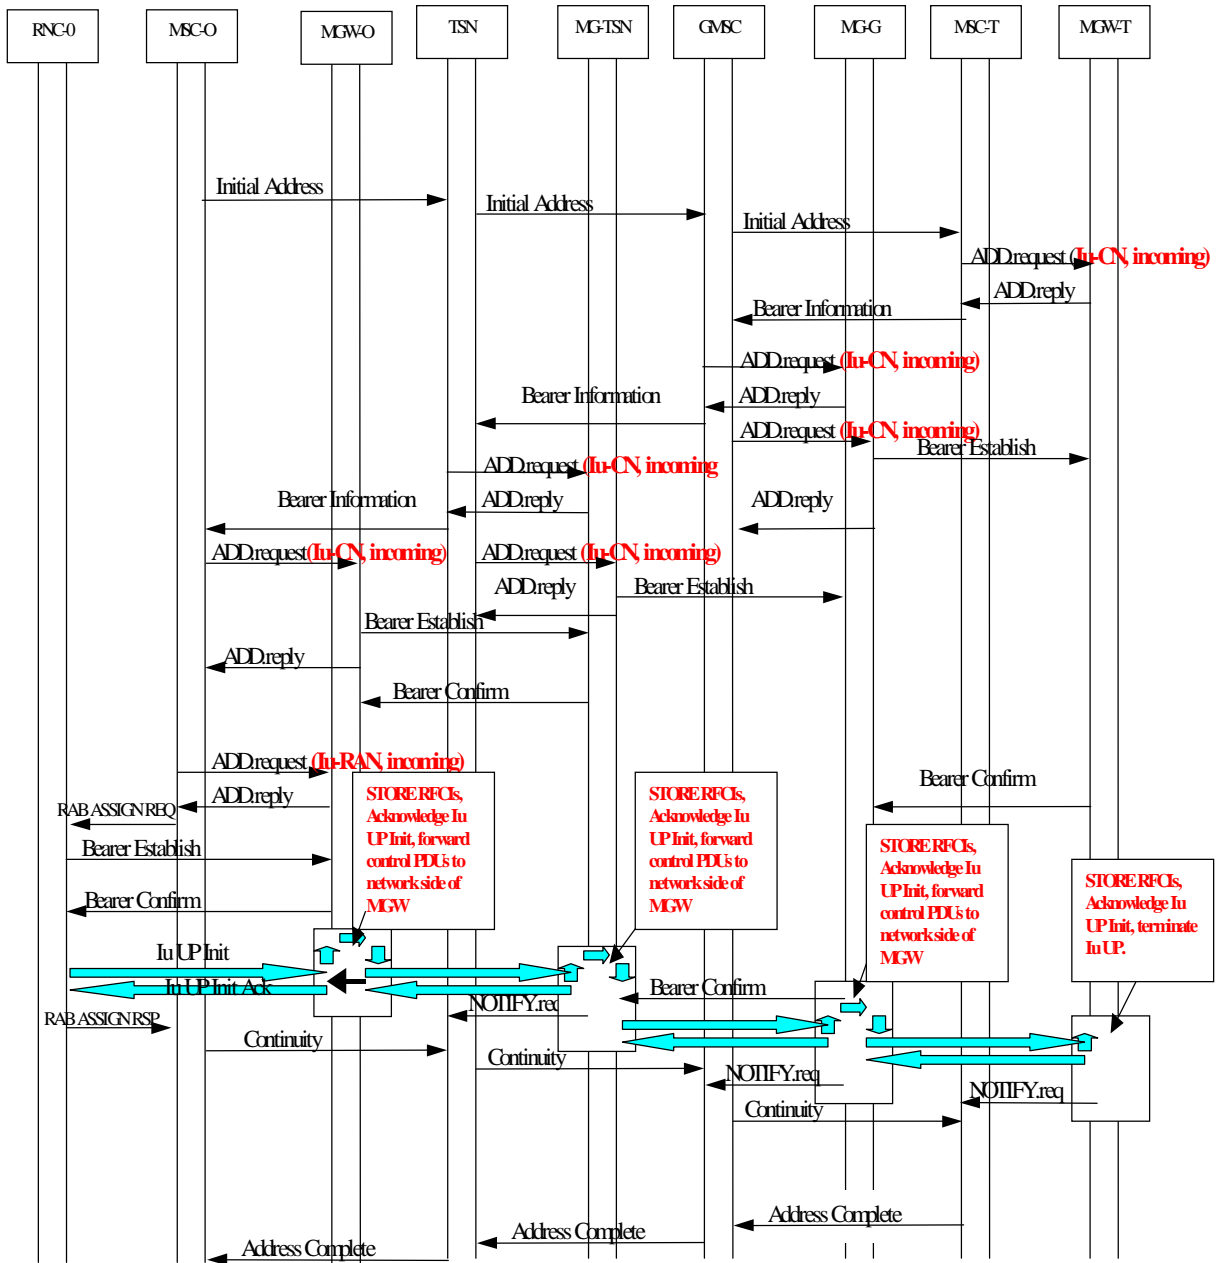 RNC-0
MSC-O
MGW-O
TSN
MG-TSN
GMSC
MG-G
MSC-T
MGW-T
Initial Address
Initial Address
Initial Address
ADD.request (Iu-CN, incoming)
ADD.reply
Bearer Information
ADD.request (Iu-CN, incoming)
ADD.reply
Bearer Information
ADD.request (Iu-CN, incoming)
Bearer Establish
ADD.request (Iu-CN, incoming
ADD.reply
Bearer Information
ADD.reply
ADD.request(Iu-CN, incoming)
ADD.request (Iu-CN, incoming)
ADD.reply
Bearer Establish
Bearer Establish
ADD.reply
Bearer Confirm
ADD.request (Iu-RAN, incoming)
Bearer Confirm
ADD.reply
RAB ASSIGN REQ
Bearer Establish
Bearer Confirm
STORE RFCIs,
Acknowledge Iu
UP Init, forward
control PDUs to
network side of
MGW
STORE RFCIs,
Acknowledge Iu
UP Init, forward
control PDUs to
network side of
MGW
STORE RFCIs,
Acknowledge Iu
UP Init, forward
control PDUs to
network side of
MGW
STORE RFCIs,
Acknowledge Iu
UP Init, terminate
Iu UP.
Iu UP Init
Iu UP Init Ack
Bearer Confirm
NOTIFY.req
RAB ASSIGN RSP
Continuity
Continuity
NOTIFY.req
NOTIFY.req
Continuity
Address Complete
Address Complete
Address Complete